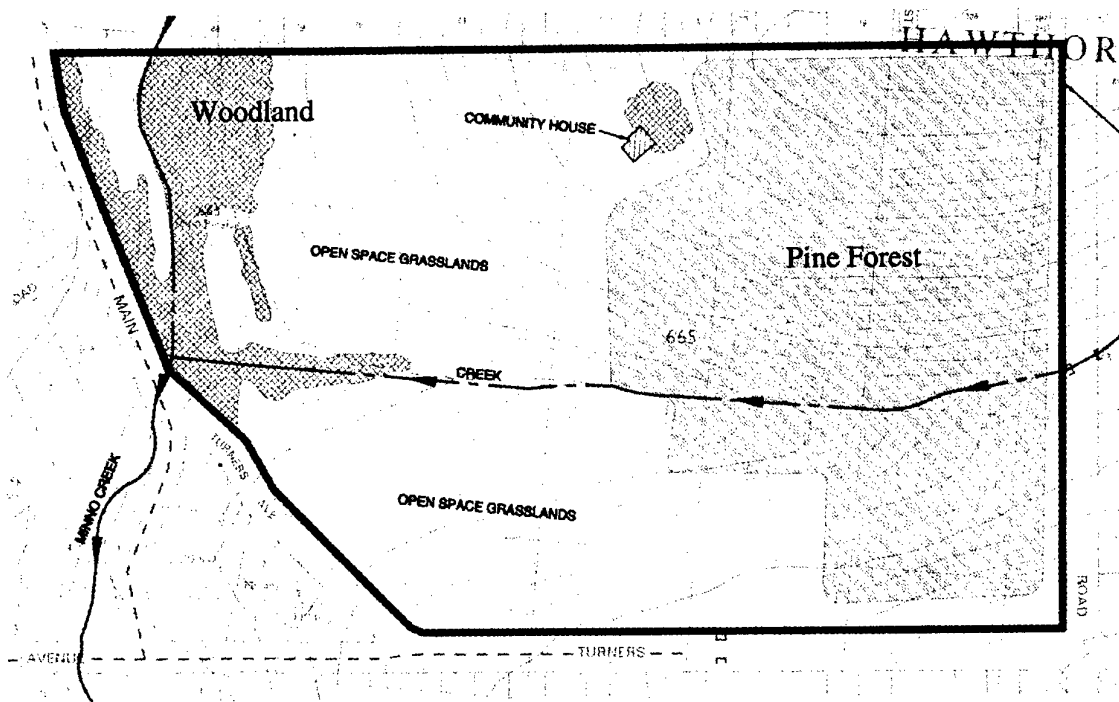 HAWTHOR
ST
Woodland
COMMUNITY HOUSE
OPEN SPACE GRASSLANDS
Pine Forest
MAIN
665
CREEK
TURNERS
AVE
MINNO CREEK
OPEN SPACE GRASSLANDS
ROAD
AVENUE
TURNERS